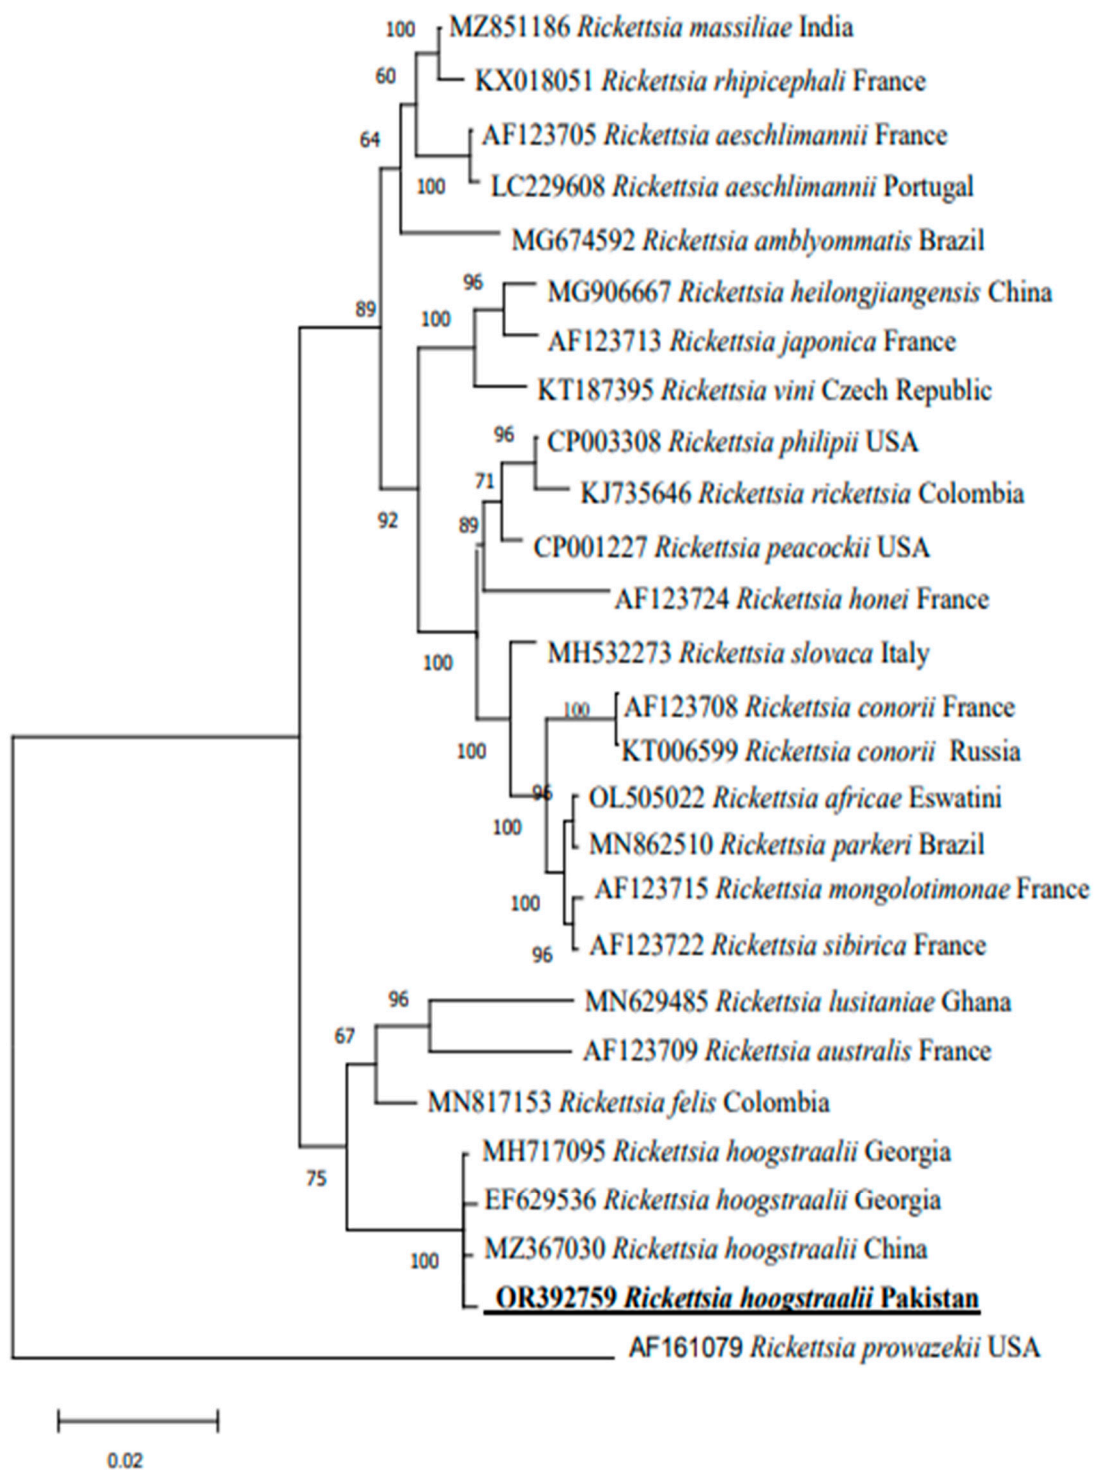 100
MZ851186 Rickettsia massiliae India
60
KX018051 Rickettsia rhipicephali France
64
AF123705 Rickettsia aeschlimannii France
100
LC229608 Rickettsia aeschlimannii Portugal
MG674592 Rickettsia amblyommatis Brazil
96
MG906667 Rickettsia heilongjiangensis China
89
100
AF123713 Rickettsia japonica France
KT187395 Rickettsia vini Czech Republic
96
CP003308 Rickettsia philipii USA
71
KJ735646 Rickettsia rickettsia Colombia
92
89
CP001227 Rickettsia peacockii USA
AF123724 Rickettsia honei France
100
MH532273 Rickettsia slovaca Italy
100
AF123708 Rickettsia conorii France
100
KT006599 Rickettsia conorii Russia
96
OL505022 Rickettsia africae Eswatini
100
MN862510 Rickettsia parkeri Brazil
100
AF123715 Rickettsia mongolotimonae France
96
AF123722 Rickettsia sibirica France
96
MN629485 Rickettsia lusitaniae Ghana
67
AF123709 Rickettsia australis France
MN817153 Rickettsia felis Colombia
75
MH717095 Rickettsia hoogstraalii Georgia
EF629536 Rickettsia hoogstraalii Georgia
100
MZ367030 Rickettsia hoogstraalii China
OR392759 Rickettsia hoogstraalii Pakistan
AF161079 Rickettsia prowazekii USA
0.02